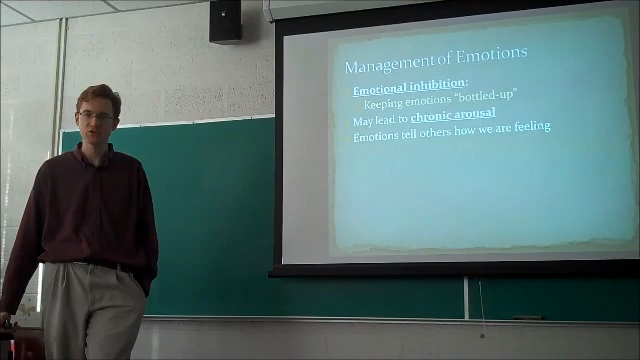 Management of Emotions
Emotional inhibition:
Keeping emotions "bottled-up"
May lead to chronic arousal
Emotions tell others how we are feeling